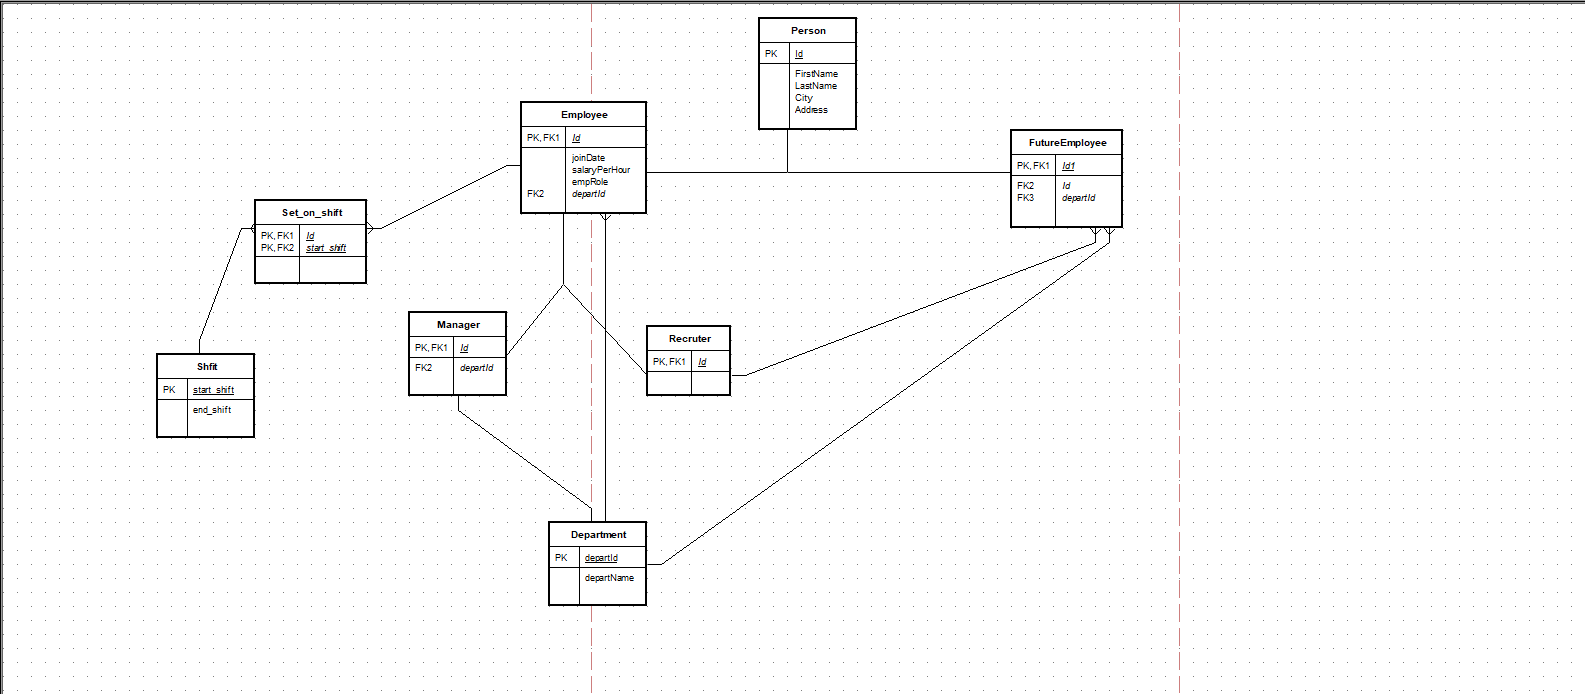 Person
PK Id
FirstName
LastName
City
Address
Employee
PK, FK1 Id
joinDate
salaryPerHour
empRole
FK2 departId
FutureEmployee
PK, FK1 Id1
FK2 Id
FK3 departId
Set_on_shift
PK, FK1 Id
PK, FK2 start_shift
Manager
PK, FK1 Id
FK2 departId
Recruter
PK, FK1 Id
Shfit
PK start_shift
end_shift
Department
PK departId
departName